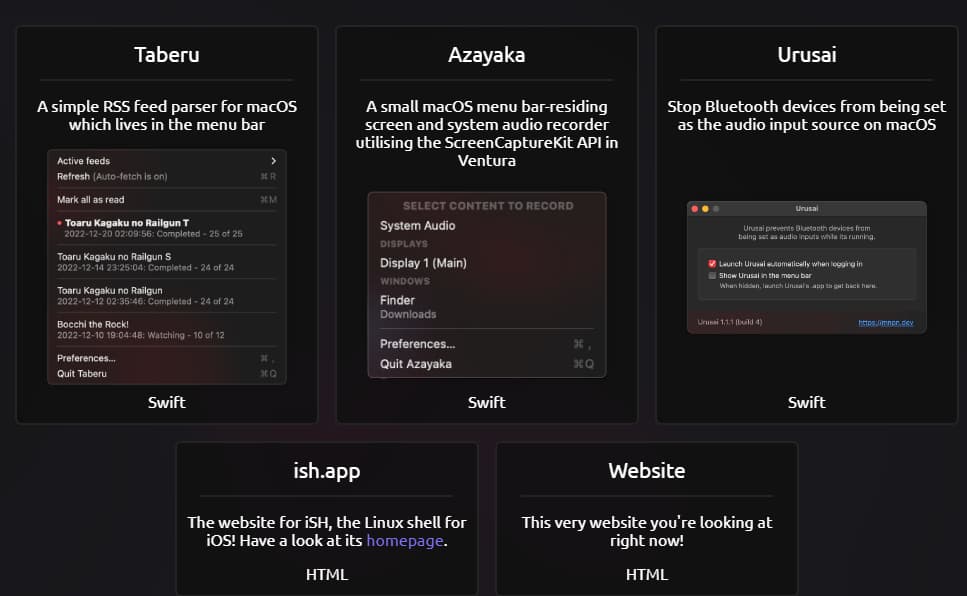 Taberu
A simple RSS feed parser for macOS
which lives in the menu bar
Active feeds >
Refresh (Auto-fetch is on) ⌘ R
Mark all as read ⌘M
Toaru Kagaku no Railgun T
2022-12-20 02:09:56: Completed - 25 of 25
Toaru Kagaku no Railgun S
2022-12-14 23:25:04: Completed - 24 of 24
Toaru Kagaku no Railgun
2022-12-12 02:35:46: Completed - 24 of 24
Bocchi the Rock!
2022-12-10 19:04:48: Watching - 10 of 12
Preferences... ⌘ ,
Quit Taberu ⌘Q
Swift
Azayaka
A small macOS menu bar-residing
screen and system audio recorder
utilising the ScreenCaptureKit API in
Ventura
SELECT CONTENT TO RECORD
System Audio
DISPLAYS
Display 1 (Main)
WINDOWS
Finder
Downloads
Preferences... ⌘ ,
Quit Azayaka ⌘Q
Swift
Urusai
Stop Bluetooth devices from being set
as the audio input source on macOS
Urusai
Urusai prevents Bluetooth devices from
being set as audio inputs while its running.
Launch Urusai automatically when logging in
Show Urusai in the menu bar
When hidden, launch Urusai's .app to get back here.
Urusai 1.1.1 (build 4) https://mnpn.dev
Swift
ish.app
The website for iSH, the Linux shell for
iOS! Have a look at its homepage.
HTML
Website
This very website you're looking at
right now!
HTML